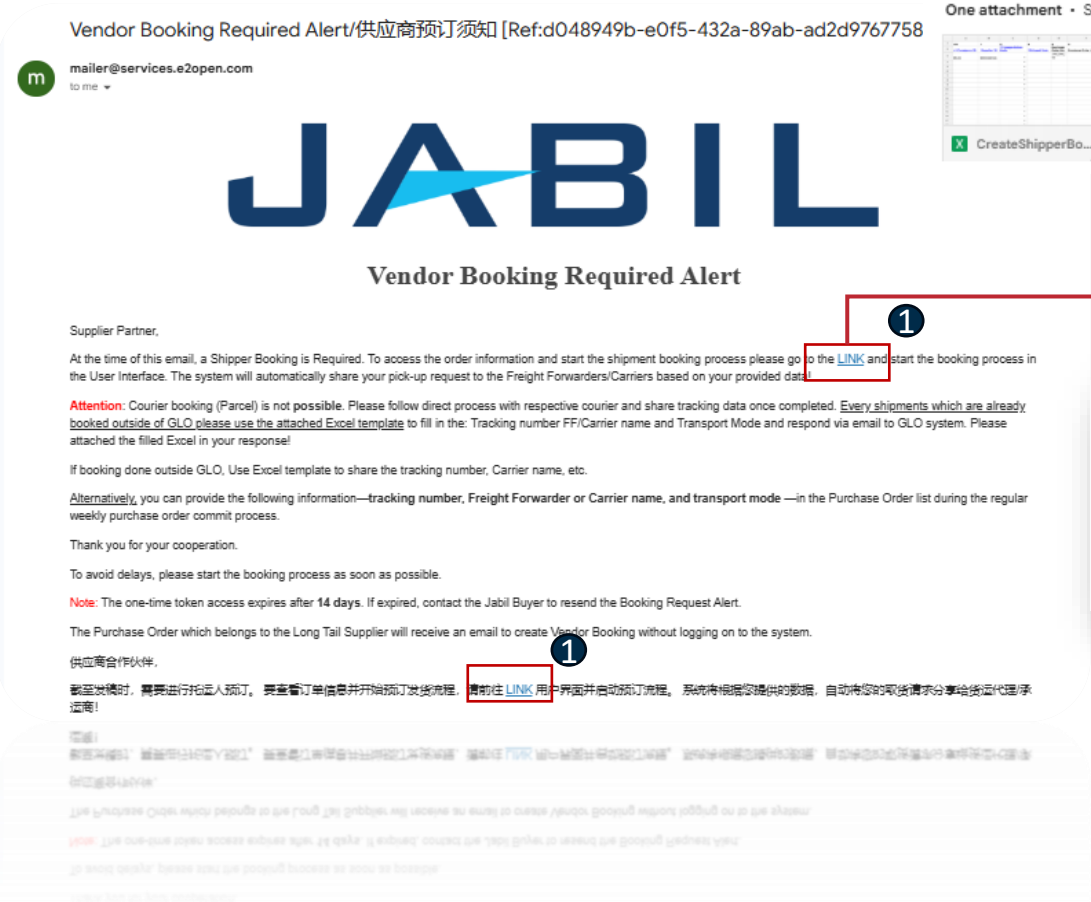 Vendor Booking Required Alert/供应商预订须知 [Ref:d048949b-e0f5-432a-89ab-ad2d9767758
One attachment • S
m
mailer@services.e2open.com
to me
X CreateShipperBo...
JABIL
Vendor Booking Required Alert
1
Supplier Partner,
At the time of this email, a Shipper Booking is Required. To access the order information and start the shipment booking process please go to the LINK and start the booking process in
the User Interface. The system will automatically share your pick-up request to the Freight Forwarders/Carriers based on your provided data!
Attention: Courier booking (Parcel) is not possible. Please follow direct process with respective courier and share tracking data once completed. Every shipments which are already
booked outside of GLO please use the attached Excel template to fill in the: Tracking number FF/Carrier name and Transport Mode and respond via email to GLO system. Please
attached the filled Excel in your response!
If booking done outside GLO, Use Excel template to share the tracking number, Carrier name, etc.
Alternatively, you can provide the following information—tracking number, Freight Forwarder or Carrier name, and transport mode —in the Purchase Order list during the regular
weekly purchase order commit process.
Thank you for your cooperation.
To avoid delays, please start the booking process as soon as possible.
Note: The one-time token access expires after 14 days. If expired, contact the Jabil Buyer to resend the Booking Request Alert.
The Purchase Order which belongs to the Long Tail Supplier will receive an email to create Vendor Booking without logging on to the system.
1
供应商合作伙伴，
截至发稿时，需要进行托运人预订。 要查看订单信息并开始预订发货流程，请前往 LINK 用户界面并启动预订流程。 系统将根据您提供的数据，自动将您的取货请求分享给货运代理/承
运商！